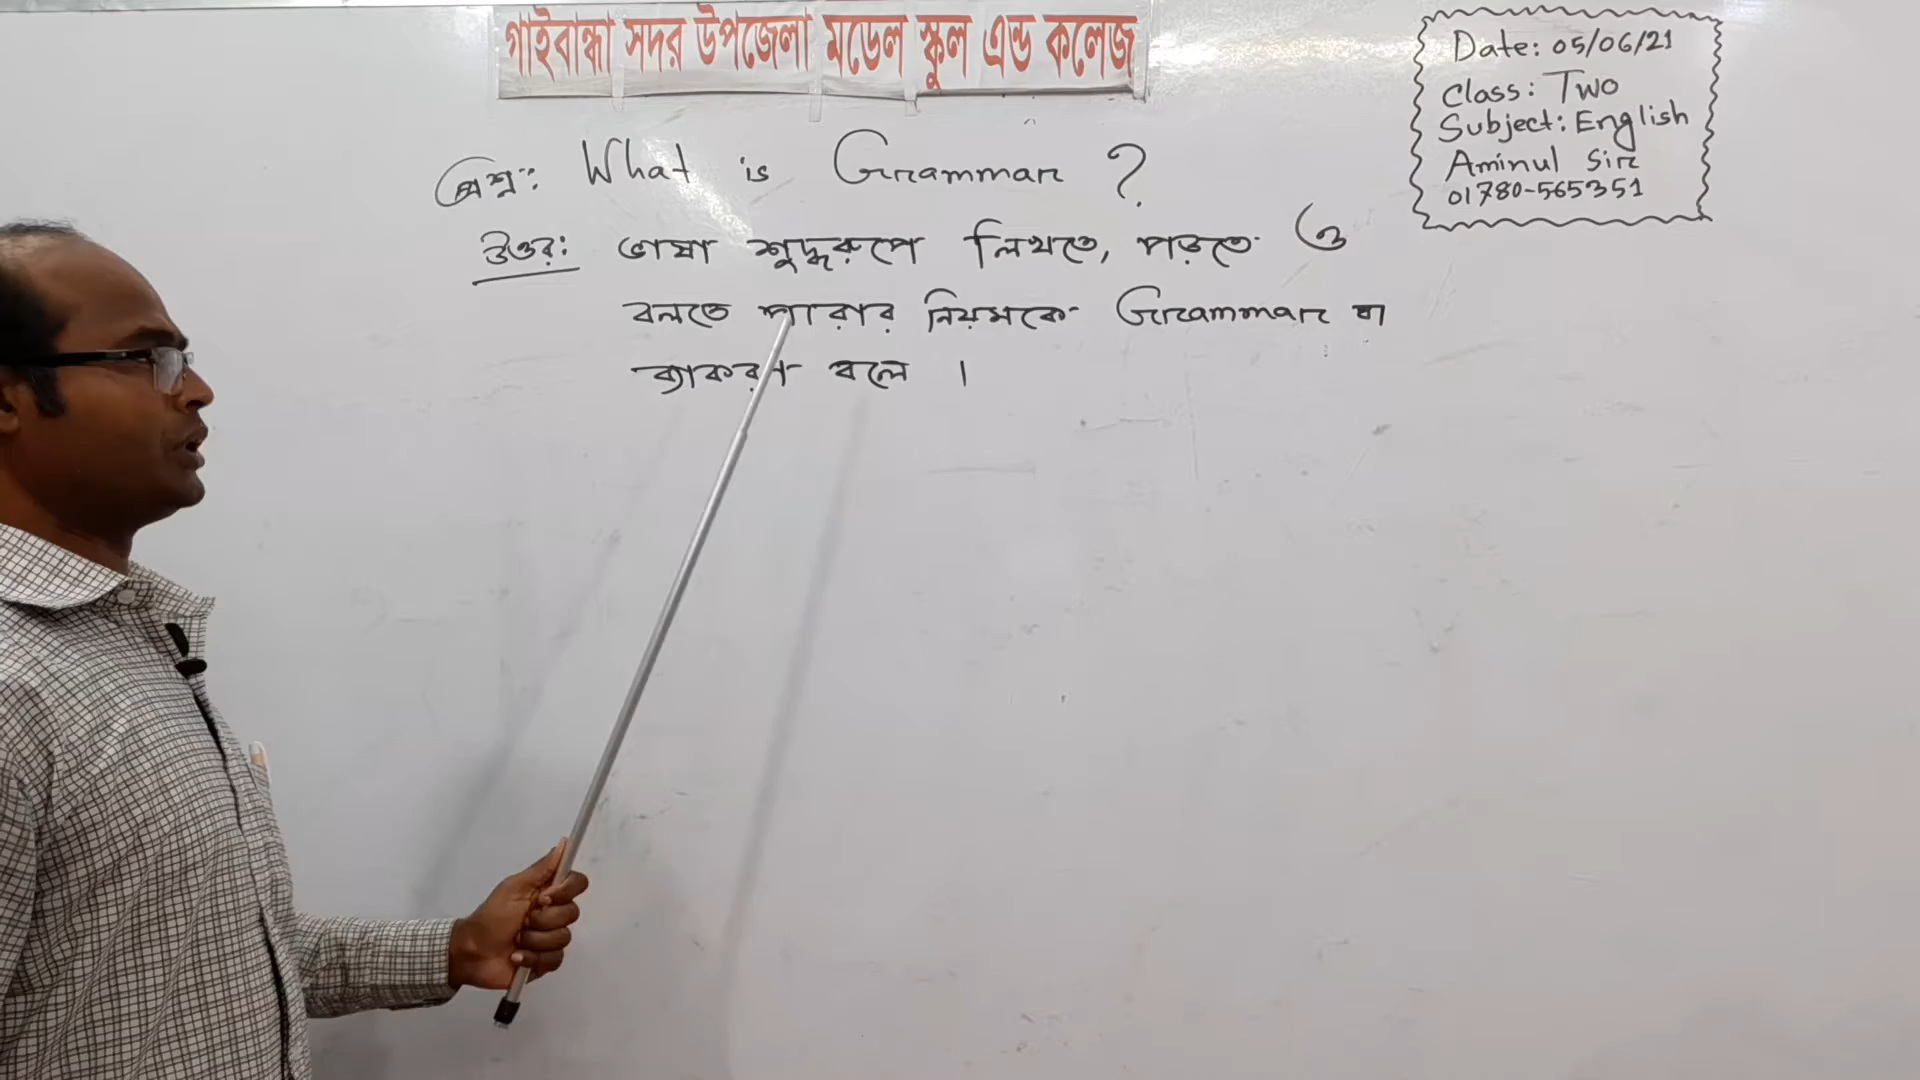 গাইবান্ধা সদর উপজেলা মডেল স্কুল এন্ড কলেজ
Date: 05/06/21
Class: Two
Subject: English
Aminul Sir
01780-565351
প্রশ্ন: What is Grammar ?
উত্তর: ভাষা শুদ্ধরুপে লিখতে, পড়তে ও
বলতে পারার নিয়মকে Grammar বা
ব্যাকরণ বলে ।